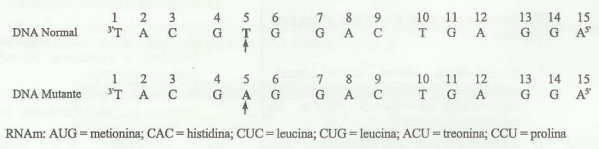 1 2 3 4 5 6 7 8 9 10 11 12 13 14 15
DNA Normal 3'T A C G T G G A C T G A G G A5'
1 2 3 4 5 6 7 8 9 10 11 12 13 14 15
DNA Mutante 3'T A C G A G G A C T G A G G A5'
RNAm: AUG = metionina; CAC = histidina; CUC = leucina; CUG = leucina; ACU = treonina; CCU = prolina